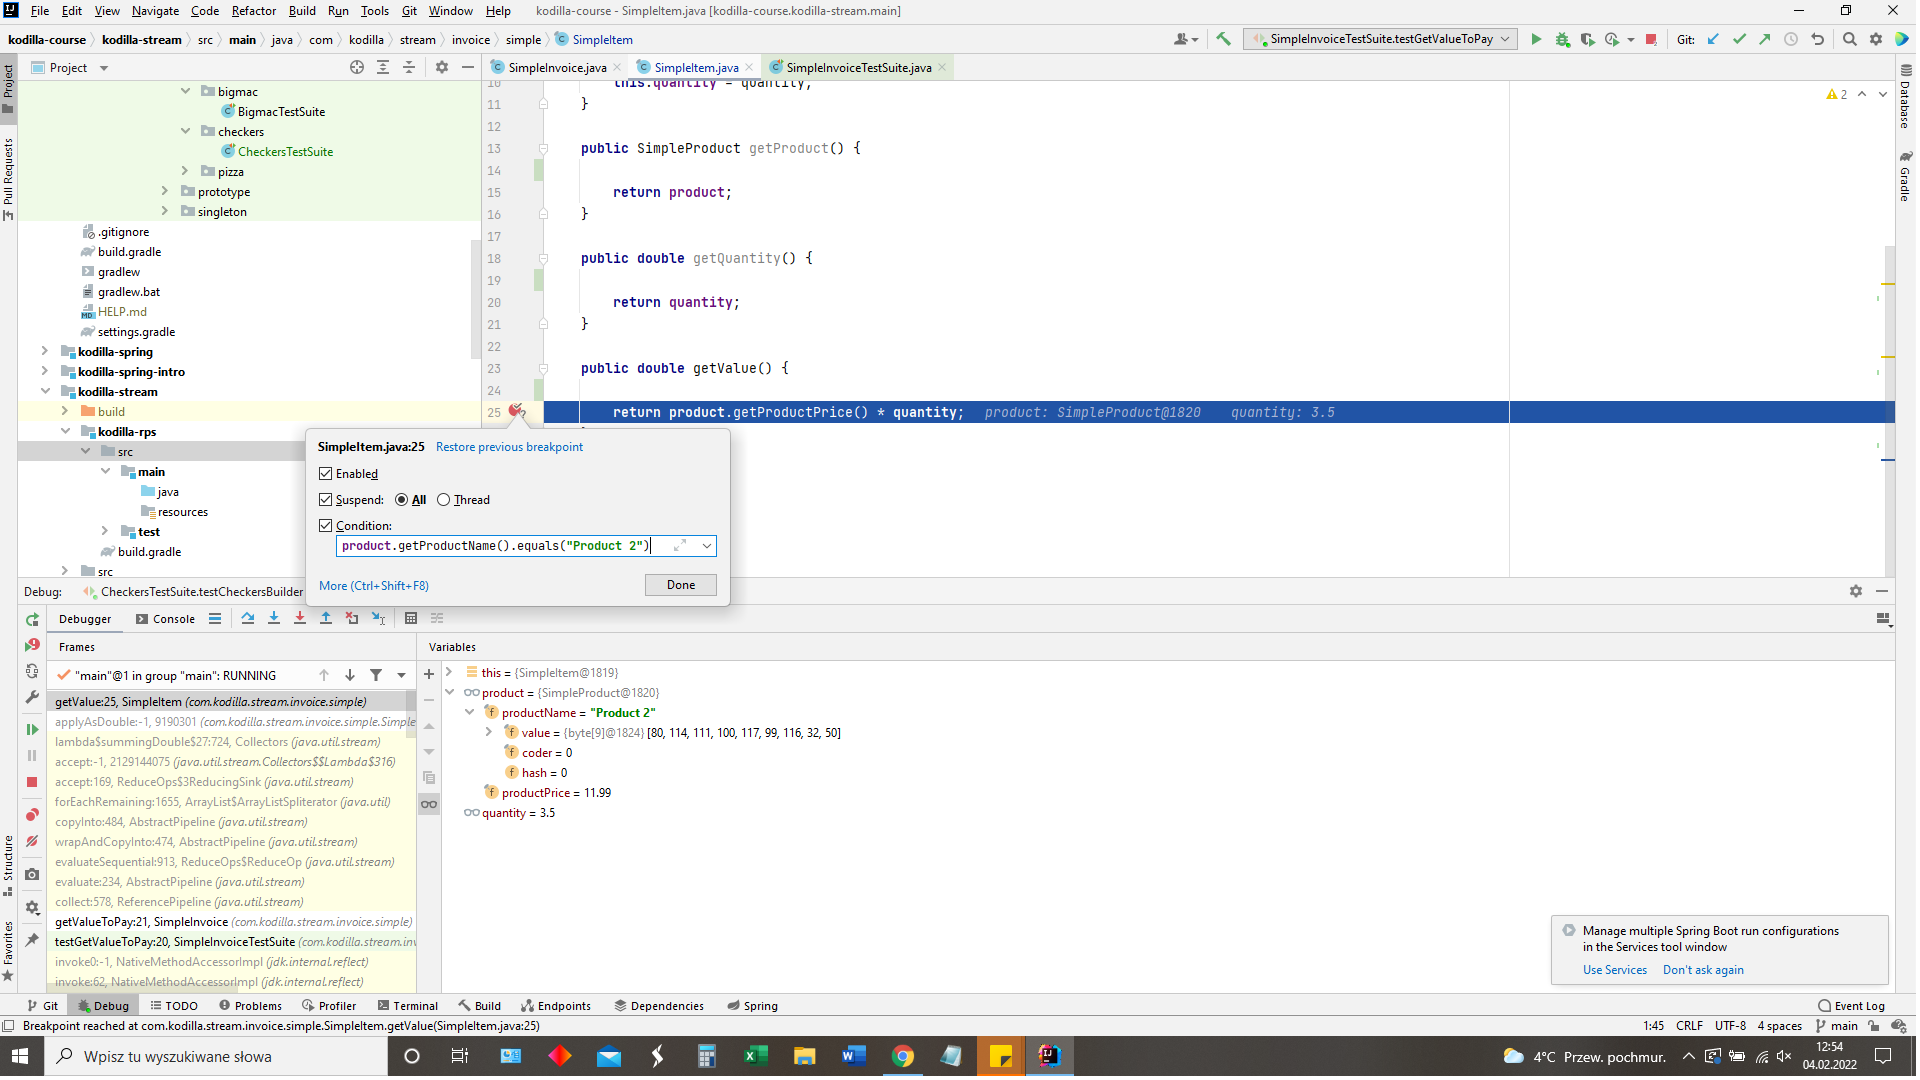 File Edit View Navigate Code Refactor Build Run Tools Git Window Help kodilla-course - SimpleItem.java [kodilla-course.kodilla-stream.main]
kodilla-course kodilla-stream src main java com kodilla stream invoice simple SimpleItem SimpleInvoiceTestSuite.testGetValueToPay Git:
Project
SimpleInvoice.java SimpleItem.java SimpleInvoiceTestSuite.java
Project
Pull Requests
Structure
Favorites
Database
Gradle
bigmac
BigmacTestSuite
checkers
CheckersTestSuite
pizza
prototype
singleton
.gitignore
build.gradle
gradlew
gradlew.bat
HELP.md
settings.gradle
kodilla-spring
kodilla-spring-intro
kodilla-stream
build
kodilla-rps
src
main
java
resources
test
build.gradle
src
2
10 this.quantity = quantity;
11 }
12
13 public SimpleProduct getProduct() {
14
15 return product;
16 }
17
18 public double getQuantity() {
19
20 return quantity;
21 }
22
23 public double getValue() {
24
25 return product.getProductPrice() * quantity; product: SimpleProduct@1820 quantity: 3.5
SimpleItem.java:25 Restore previous breakpoint
Enabled
Suspend: All Thread
Condition:
product.getProductName().equals("Product 2")
More (Ctrl+Shift+F8) Done
Debug: CheckersTestSuite.testCheckersBuilder
Debugger Console
Frames
"main"@1 in group "main": RUNNING
getValue:25, SimpleItem (com.kodilla.stream.invoice.simple)
applyAsDouble:-1, 9190301 (com.kodilla.stream.invoice.simple.Simple
lambda$summingDouble$27:724, Collectors (java.util.stream)
accept:-1, 2129144075 (java.util.stream.Collectors$$Lambda$316)
accept:169, ReduceOps$3ReducingSink (java.util.stream)
forEachRemaining:1655, ArrayList$ArrayListSpliterator (java.util)
copyInto:484, AbstractPipeline (java.util.stream)
wrapAndCopyInto:474, AbstractPipeline (java.util.stream)
evaluateSequential:913, ReduceOps$ReduceOp (java.util.stream)
evaluate:234, AbstractPipeline (java.util.stream)
collect:578, ReferencePipeline (java.util.stream)
getValueToPay:21, SimpleInvoice (com.kodilla.stream.invoice.simple)
testGetValueToPay:20, SimpleInvoiceTestSuite (com.kodilla.stream.inv
invoke0:-1, NativeMethodAccessorImpl (jdk.internal.reflect)
invoke:62, NativeMethodAccessorImpl (jdk.internal.reflect)
Variables
this = {SimpleItem@1819}
product = {SimpleProduct@1820}
productName = "Product 2"
value = {byte[9]@1824} [80, 114, 111, 100, 117, 99, 116, 32, 50]
coder = 0
hash = 0
productPrice = 11.99
quantity = 3.5
Manage multiple Spring Boot run configurations
in the Services tool window
Use Services Don't ask again
Git Debug TODO Problems Profiler Terminal Build Endpoints Dependencies Spring Event Log
Breakpoint reached at com.kodilla.stream.invoice.simple.SimpleItem.getValue(SimpleItem.java:25) 1:45 CRLF UTF-8 4 spaces main
Wpisz tu wyszukiwane słowa
4°C Przew. pochmur.
12:54
04.02.2022